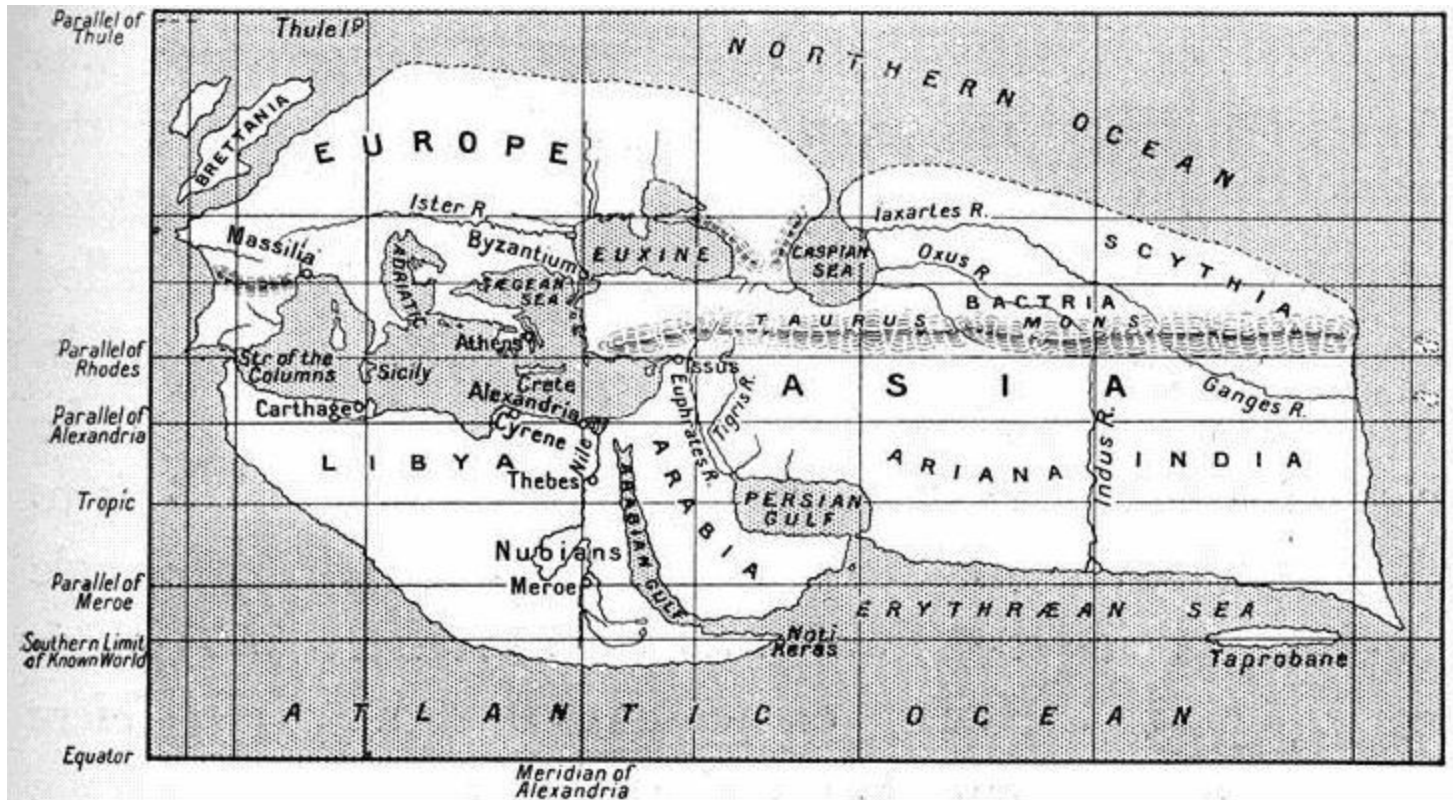 Parallel of
Thule
Thule I.
NORTHERN OCEAN
BRETTANIA
EUROPE
Ister R.
Iaxartes R.
SCYTHIA
Massilia
ADRIATIC
Byzantium
EUXINE
CASPIAN
SEA
Oxus R.
ÆGEAN
SEA
BACTRIA
TAURUS MONS
Athens
Parallel of
Rhodes
Str of the
Columns
Sicily
Issus
ASIA
Crete
Carthage
Alexandria
Cyrene
Euphrates R.
Tigris R.
Ganges R.
Parallel of
Alexandria
LIBYA
Nile
ARABIA
ARIANA
Indus R.
INDIA
Thebes
ARABIAN GULF
PERSIAN
GULF
Tropic
Nubians
Meroe
Parallel of
Meroe
ERYTHRÆAN SEA
Southern Limit
of Known World
Noti
Keras
Taprobane
ATLANTIC OCEAN
Equator
Meridian of
Alexandria